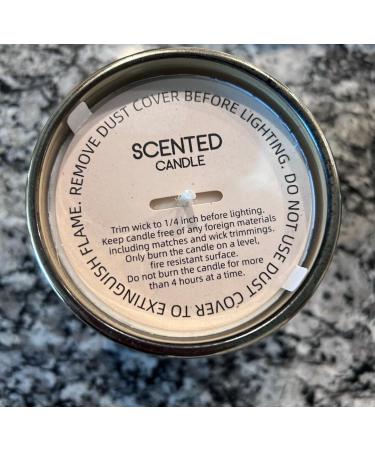 REMOVE DUST COVER BEFORE LIGHTING. DO NOT USE DUST COVER TO EXTINGUISH FLAME.
SCENTED
CANDLE
Trim wick to 1/4 inch before lighting.
Keep candle free of any foreign materials
including matches and wick trimmings.
Only burn the candle on a level,
fire resistant surface.
Do not burn the candle for more
than 4 hours at a time.